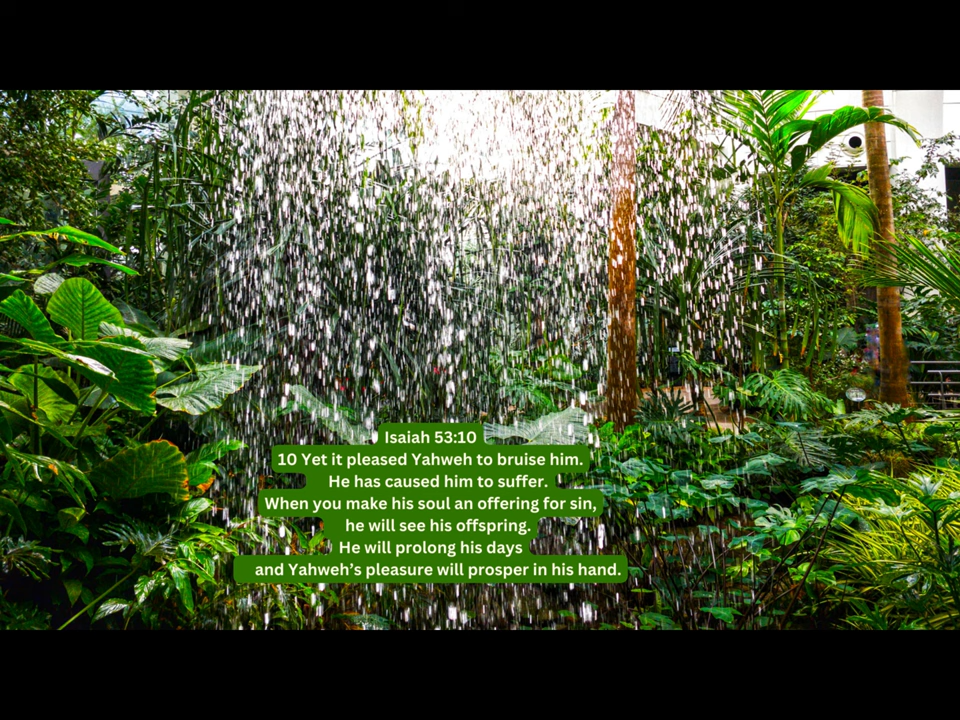 Isaiah 53:10
10 Yet it pleased Yahweh to bruise him.
He has caused him to suffer.
When you make his soul an offering for sin,
he will see his offspring.
He will prolong his days
and Yahweh’s pleasure will prosper in his hand.